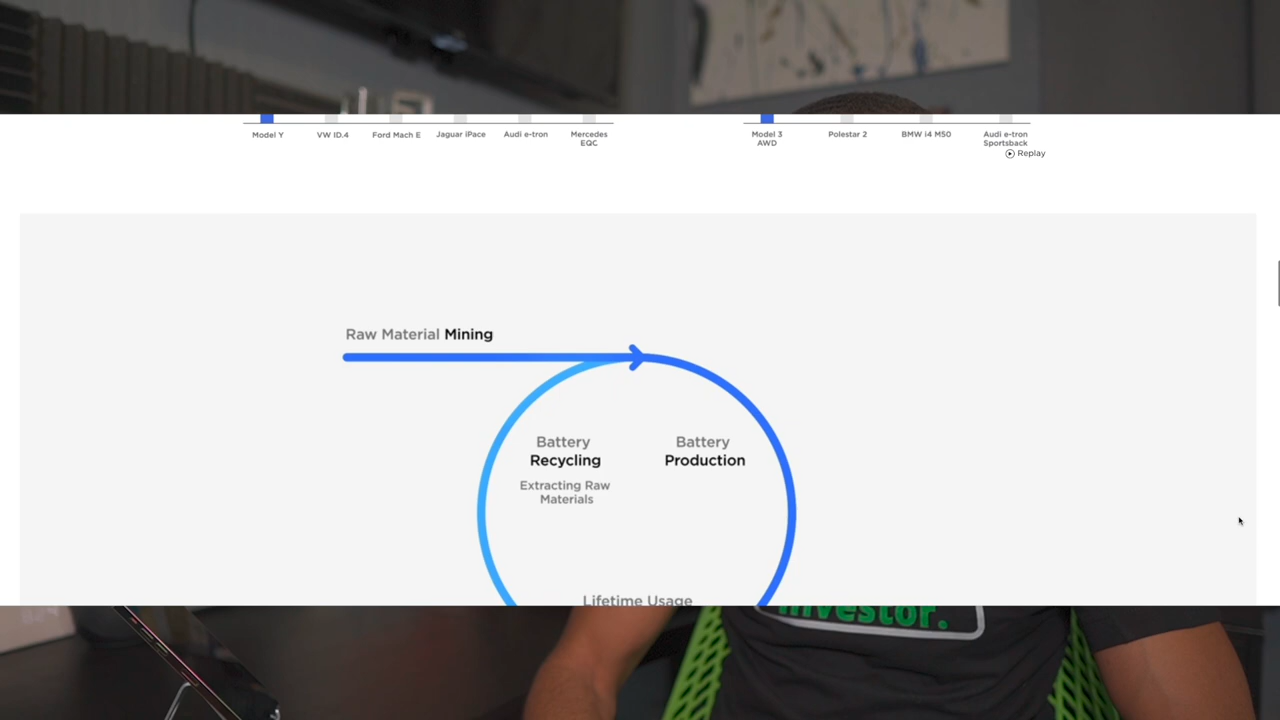 Model Y
VW ID.4
Ford Mach E
Jaguar iPace
Audi e-tron
Mercedes
EQC
Model 3
AWD
Polestar 2
BMW i4 M50
Audi e-tron
Sportsback
Replay
Raw Material Mining
Battery
Recycling
Extracting Raw
Materials
Battery
Production
Lifetime Usage
investor.